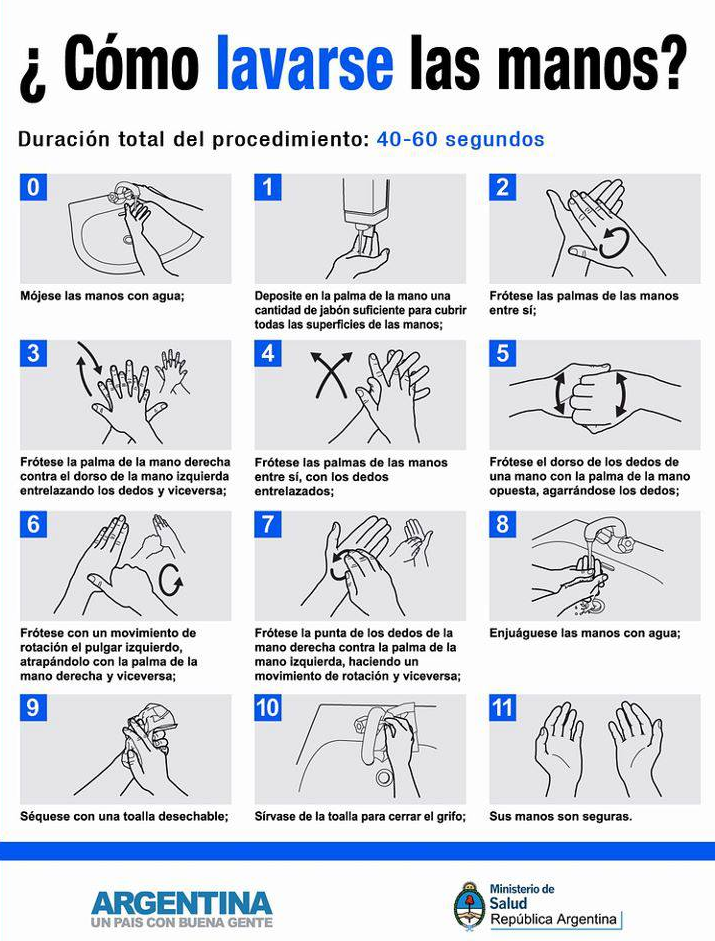 ¿ Cómo lavarse las manos?
Duración total del procedimiento: 40-60 segundos
0
Mójese las manos con agua;
1
Deposite en la palma de la mano una
cantidad de jabón suficiente para cubrir
todas las superficies de las manos;
2
Frótese las palmas de las manos
entre sí;
3
Frótese la palma de la mano derecha
contra el dorso de la mano izquierda
entrelazando los dedos y viceversa;
4
Frótese las palmas de las manos
entre sí, con los dedos
entrelazados;
5
Frótese el dorso de los dedos de
una mano con la palma de la mano
opuesta, agarrándose los dedos;
6
Frótese con un movimiento de
rotación el pulgar izquierdo,
atrapándolo con la palma de la
mano derecha y viceversa;
7
Frótese la punta de los dedos de la
mano derecha contra la palma de la
mano izquierda, haciendo un
movimiento de rotación y viceversa;
8
Enjuáguese las manos con agua;
9
Séquese con una toalla desechable;
10
Sírvase de la toalla para cerrar el grifo;
11
Sus manos son seguras.
ARGENTINA
UN PAIS CON BUENA GENTE
Ministerio de
Salud
República Argentina